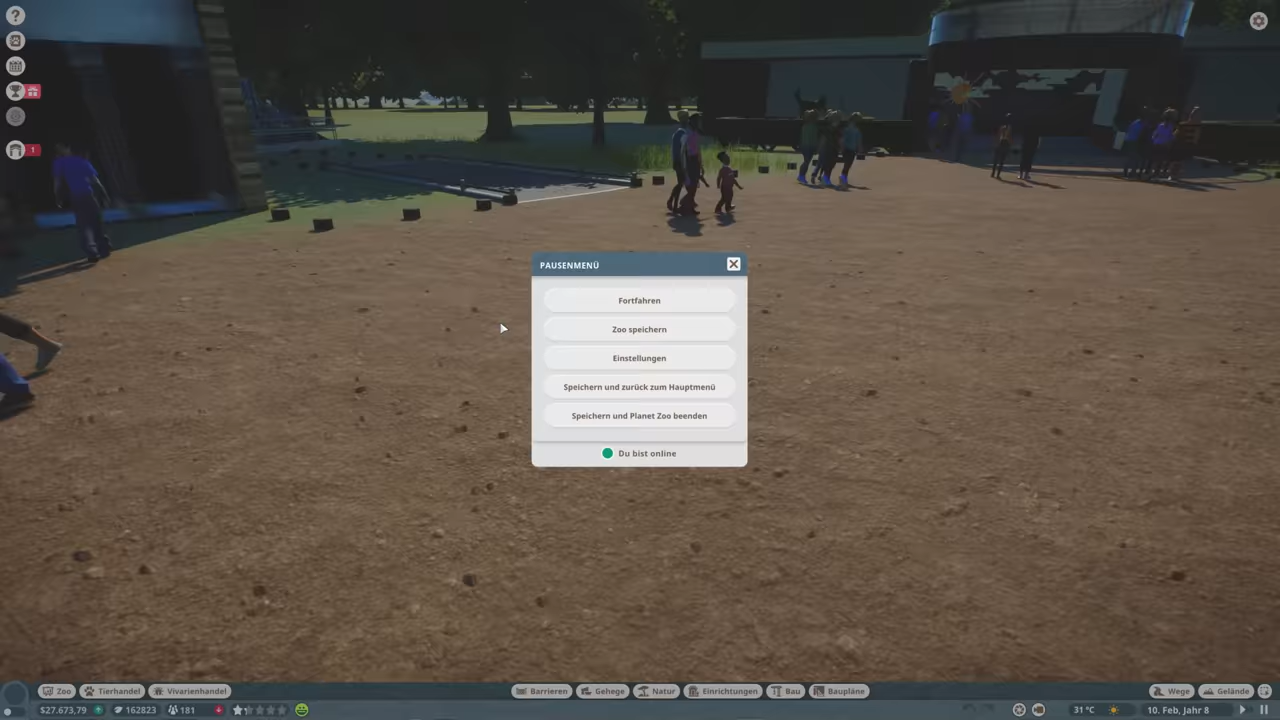 1
PAUSENMENÜ
Fortfahren
Zoo speichern
Einstellungen
Speichern und zurück zum Hauptmenü
Speichern und Planet Zoo beenden
Du bist online
Zoo Tierhandel Vivarienhandel Barrieren Gehege Natur Einrichtungen Bau Baupläne Wege Gelände
$27.673,79 162823 181 31 °C 10. Feb, Jahr 8